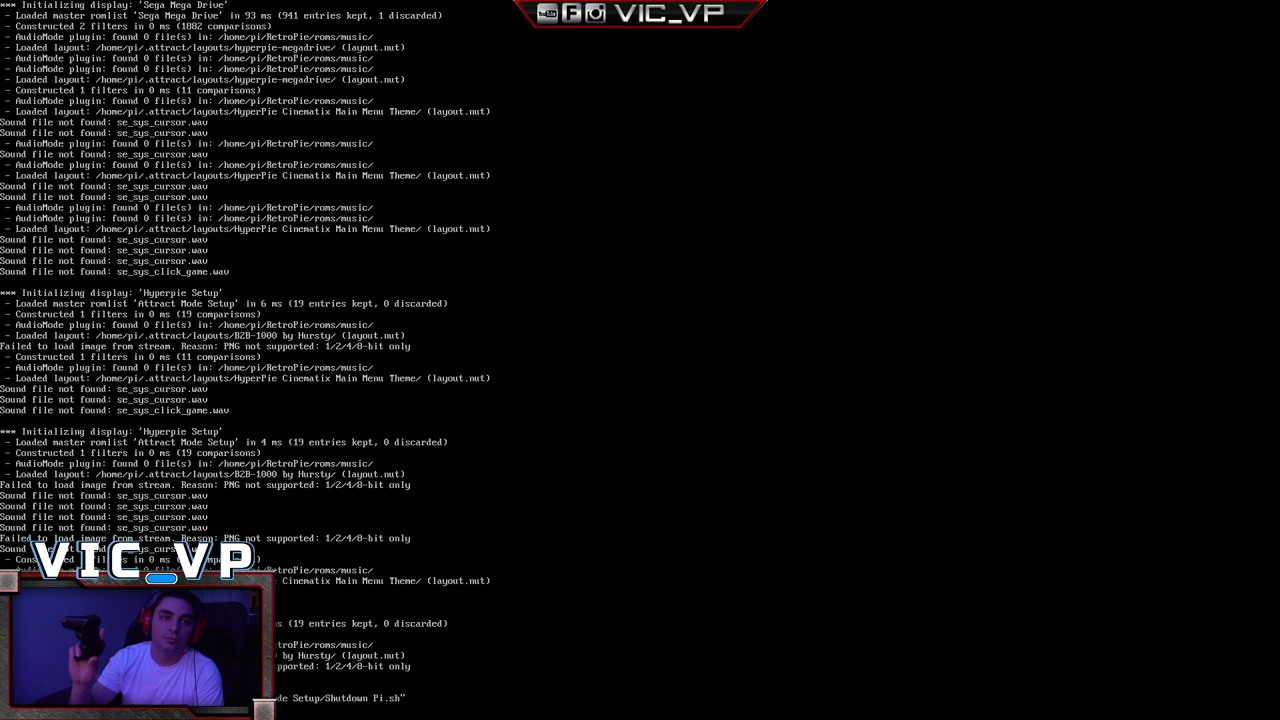 *** Initializing display: 'Sega Mega Drive'
- Loaded master romlist 'Sega Mega Drive' in 93 ms (941 entries kept, 1 discarded)
- Constructed 2 filters in 0 ms (1882 comparisons)
- AudioMode plugin: found 0 file(s) in: /home/pi/RetroPie/roms/music/
- Loaded layout: /home/pi/.attract/layouts/hyperpie-megadrive/ (layout.nut)
- AudioMode plugin: found 0 file(s) in: /home/pi/RetroPie/roms/music/
- AudioMode plugin: found 0 file(s) in: /home/pi/RetroPie/roms/music/
- Loaded layout: /home/pi/.attract/layouts/hyperpie-megadrive/ (layout.nut)
- Constructed 1 filters in 0 ms (11 comparisons)
- AudioMode plugin: found 0 file(s) in: /home/pi/RetroPie/roms/music/
- Loaded layout: /home/pi/.attract/layouts/HyperPie Cinematix Main Menu Theme/ (layout.nut)
Sound file not found: se_sys_cursor.wav
Sound file not found: se_sys_cursor.wav
- AudioMode plugin: found 0 file(s) in: /home/pi/RetroPie/roms/music/
Sound file not found: se_sys_cursor.wav
- AudioMode plugin: found 0 file(s) in: /home/pi/RetroPie/roms/music/
- Loaded layout: /home/pi/.attract/layouts/HyperPie Cinematix Main Menu Theme/ (layout.nut)
Sound file not found: se_sys_cursor.wav
Sound file not found: se_sys_cursor.wav
- AudioMode plugin: found 0 file(s) in: /home/pi/RetroPie/roms/music/
- AudioMode plugin: found 0 file(s) in: /home/pi/RetroPie/roms/music/
- Loaded layout: /home/pi/.attract/layouts/HyperPie Cinematix Main Menu Theme/ (layout.nut)
Sound file not found: se_sys_cursor.wav
Sound file not found: se_sys_cursor.wav
Sound file not found: se_sys_cursor.wav
Sound file not found: se_sys_click_game.wav
*** Initializing display: 'Hyperpie Setup'
- Loaded master romlist 'Attract Mode Setup' in 6 ms (19 entries kept, 0 discarded)
- Constructed 1 filters in 0 ms (19 comparisons)
- AudioMode plugin: found 0 file(s) in: /home/pi/RetroPie/roms/music/
- Loaded layout: /home/pi/.attract/layouts/BZB-1000 by Hursty/ (layout.nut)
Failed to load image from stream. Reason: PNG not supported: 1/2/4/8-bit only
- Constructed 1 filters in 0 ms (11 comparisons)
- AudioMode plugin: found 0 file(s) in: /home/pi/RetroPie/roms/music/
- Loaded layout: /home/pi/.attract/layouts/HyperPie Cinematix Main Menu Theme/ (layout.nut)
Sound file not found: se_sys_cursor.wav
Sound file not found: se_sys_cursor.wav
Sound file not found: se_sys_click_game.wav
*** Initializing display: 'Hyperpie Setup'
- Loaded master romlist 'Attract Mode Setup' in 4 ms (19 entries kept, 0 discarded)
- Constructed 1 filters in 0 ms (19 comparisons)
- AudioMode plugin: found 0 file(s) in: /home/pi/RetroPie/roms/music/
- Loaded layout: /home/pi/.attract/layouts/BZB-1000 by Hursty/ (layout.nut)
Failed to load image from stream. Reason: PNG not supported: 1/2/4/8-bit only
Sound file not found: se_sys_cursor.wav
Sound file not found: se_sys_cursor.wav
Sound file not found: se_sys_cursor.wav
Sound file not found: se_sys_cursor.wav
Failed to load image from stream. Reason: PNG not supported: 1/2/4/8-bit only
Sound
troPie/roms/music/
Cinematix Main Menu Theme/ (layout.nut)
(19 entries kept, 0 discarded)
troPie/roms/music/
by Hursty/ (layout.nut)
pported: 1/2/4/8-bit only
de Setup/Shutdown Pi.sh"
VIC_VP
VIC_VP
You Tube